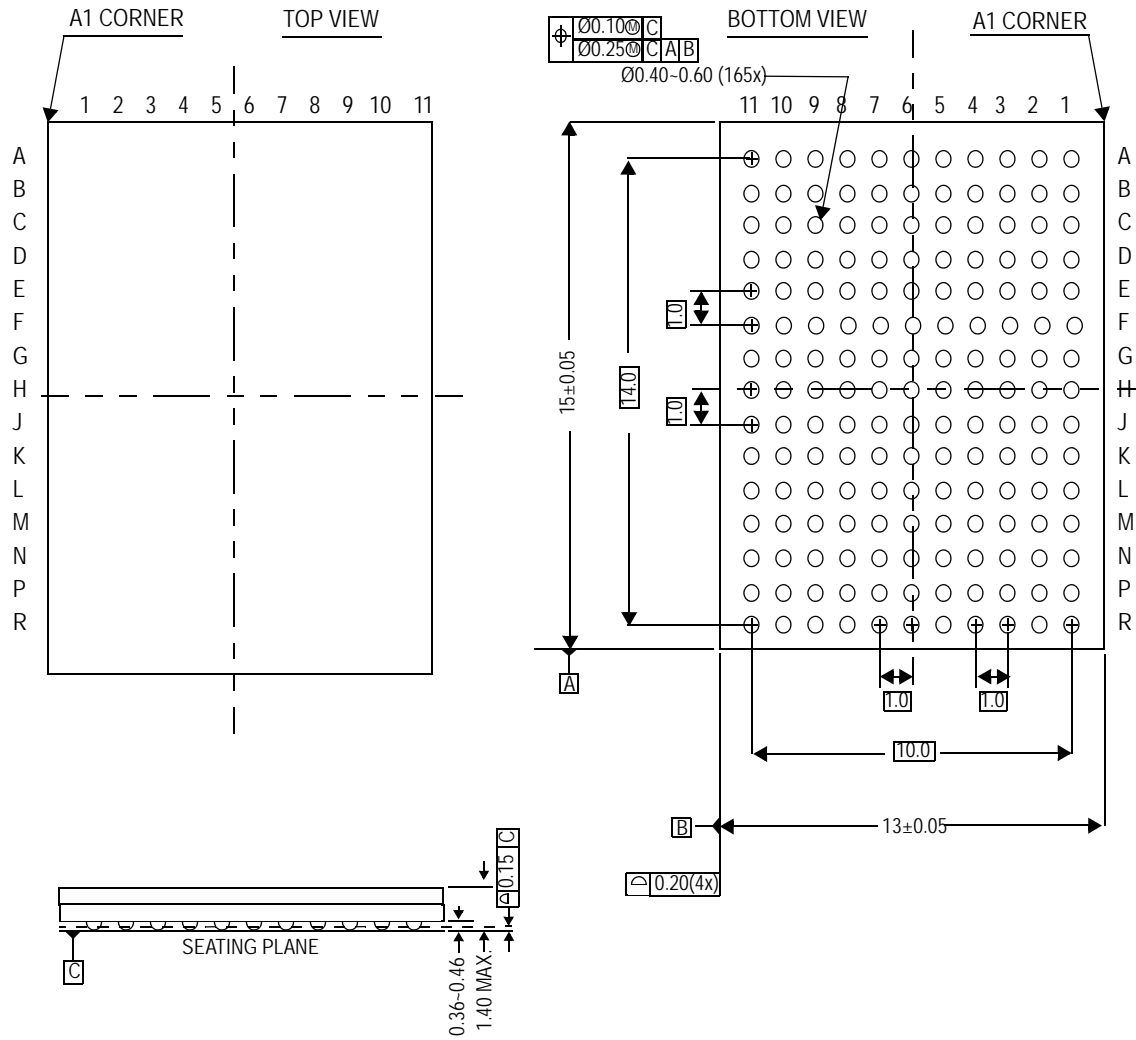 A1 CORNER
TOP VIEW
1 2 3 4 5 6 7 8 9 10 11
A
B
C
D
E
F
G
H
J
K
L
M
N
P
R
Ø0.10Ⓜ C
Ø0.25Ⓜ C A B
Ø0.40~0.60 (165x)
BOTTOM VIEW
A1 CORNER
11 10 9 8 7 6 5 4 3 2 1
A
B
C
D
E
F
G
H
J
K
L
M
N
P
R
1.0
1.0
14.0
15±0.05
A
1.0
1.0
10.0
B
13±0.05
0.20(4x)
0.15 C
SEATING PLANE
C
0.36~0.46
1.40 MAX.